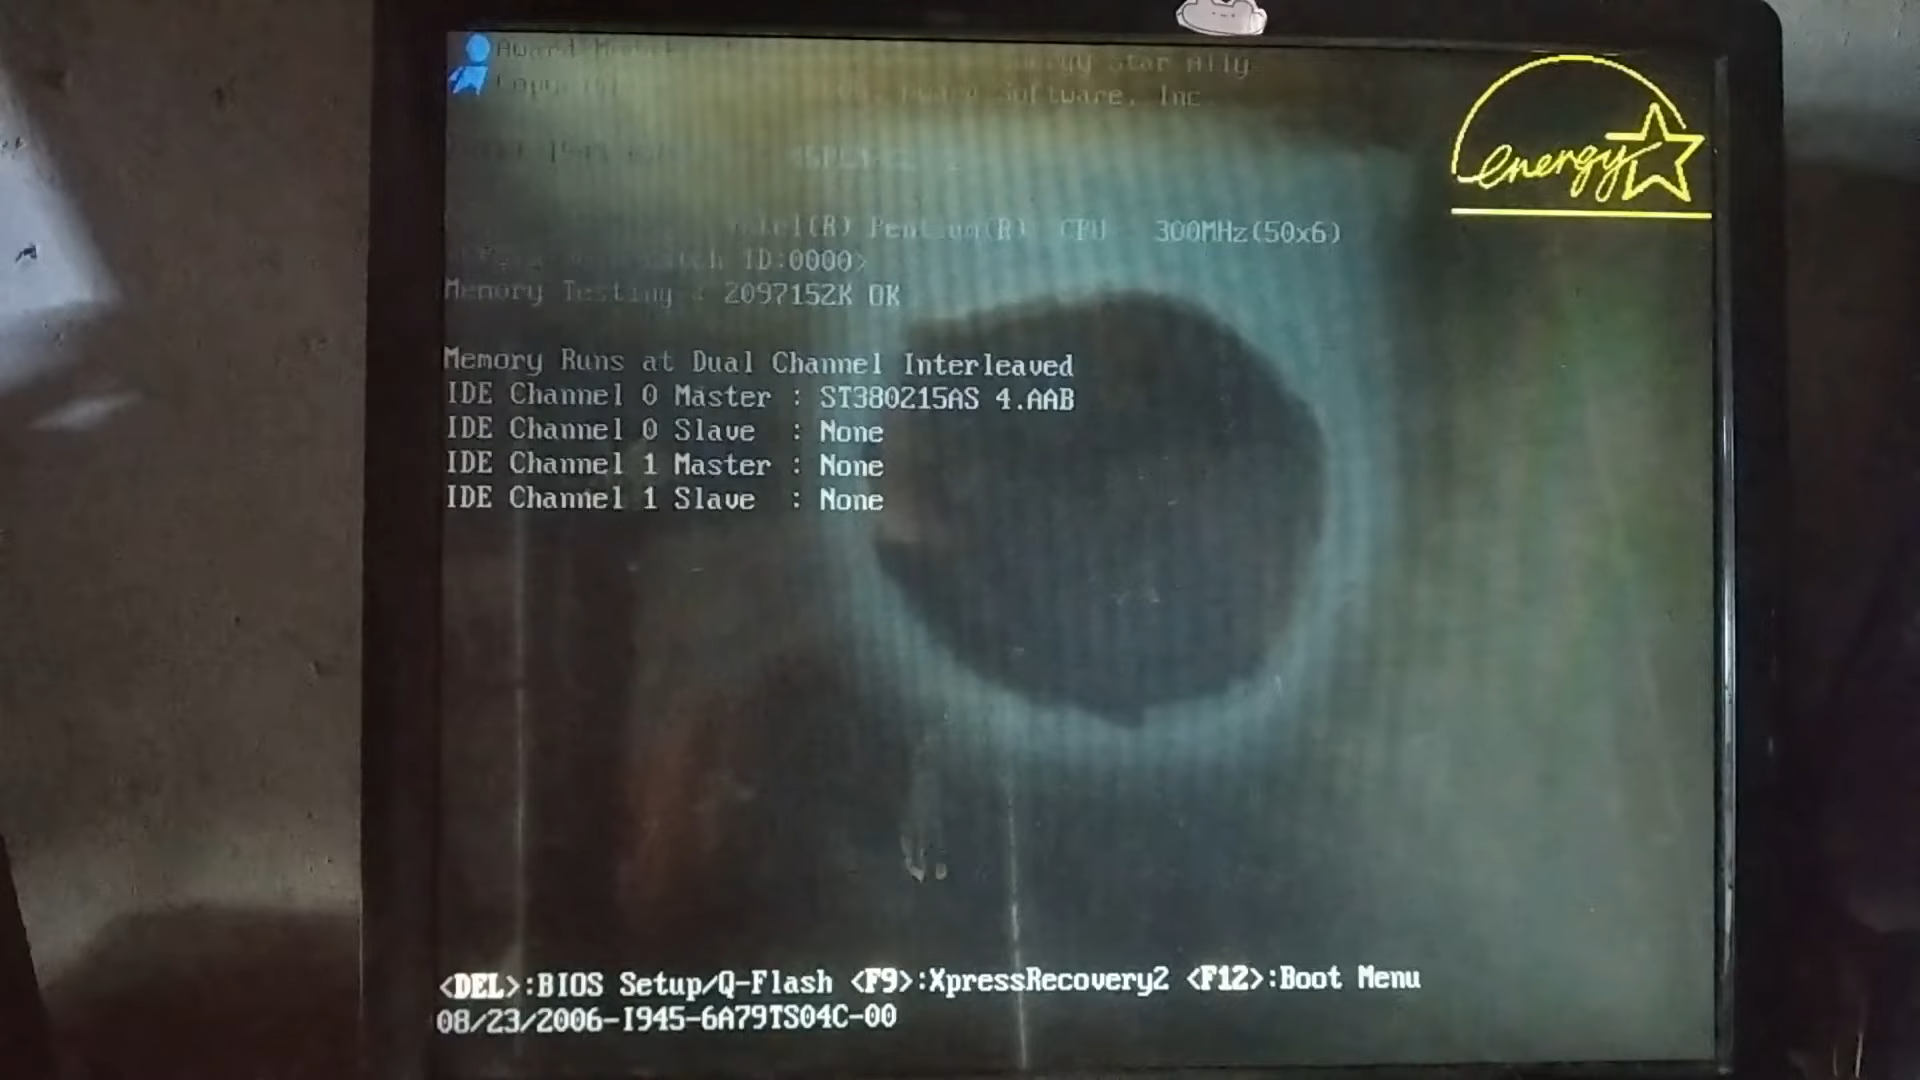 Energy Star Ally
Software, Inc
Intel(R) Pentium(R) CPU 300MHz(50x6)
ID:0000>
Memory Testing : 2097152K OK
Memory Runs at Dual Channel Interleaved
IDE Channel 0 Master : ST380215AS 4.AAB
IDE Channel 0 Slave : None
IDE Channel 1 Master : None
IDE Channel 1 Slave : None
<DEL>:BIOS Setup/Q-Flash <F9>:XpressRecovery2 <F12>:Boot Menu
08/23/2006-I945-6A79TS04C-00
energy